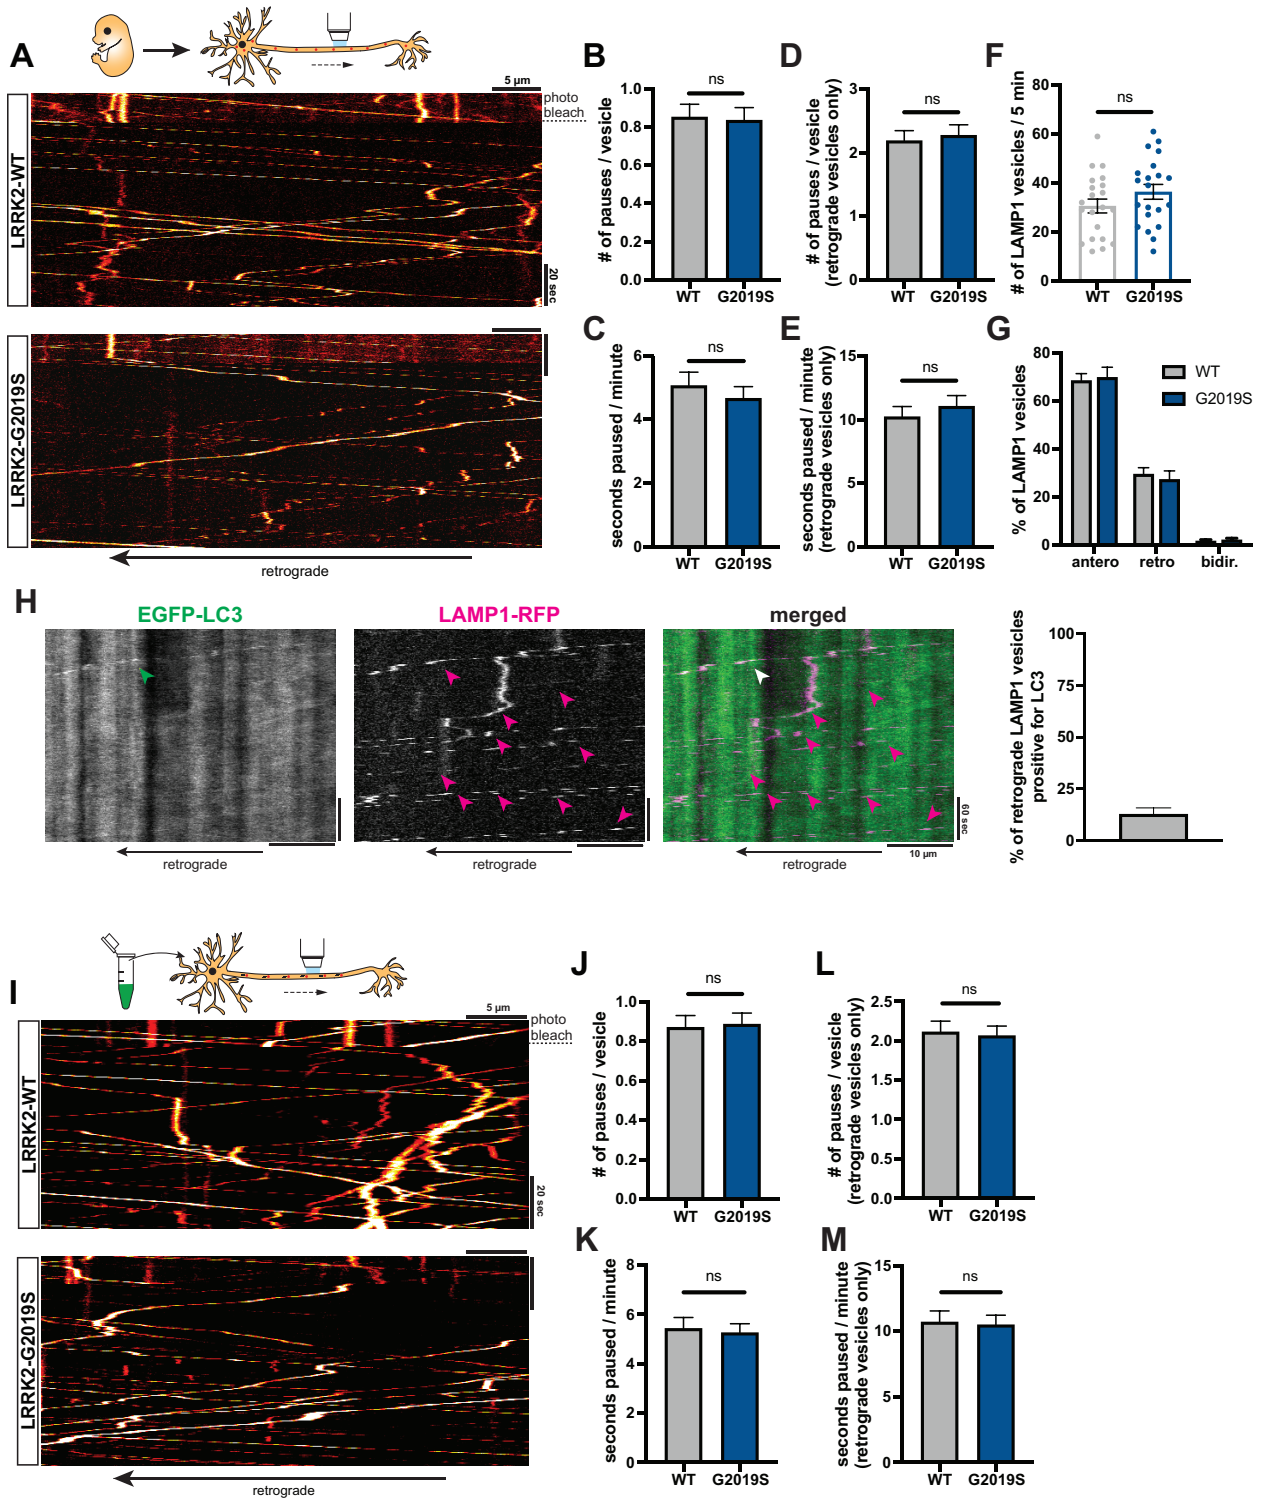 A
5 μm
photo
bleach
LRRK2-WT
20 sec
LRRK2-G2019S
retrograde
B
# of pauses / vesicle
1.0
0.8
0.6
0.4
0.2
0.0
ns
WT
G2019S
D
# of pauses / vesicle
(retrograde vesicles only)
3
2
1
0
ns
WT
G2019S
F
# of LAMP1 vesicles / 5 min
80
60
40
20
0
ns
WT
G2019S
C
seconds paused / minute
6
4
2
0
ns
WT
G2019S
E
seconds paused / minute
(retrograde vesicles only)
15
10
5
0
ns
WT
G2019S
G
% of LAMP1 vesicles
80
60
40
20
0
WT
G2019S
antero
retro
bidir.
H
EGFP-LC3
LAMP1-RFP
merged
60 sec
retrograde
retrograde
retrograde
10 μm
% of retrograde LAMP1 vesicles
prositive for LC3
100
75
50
25
0
I
5 μm
photo
bleach
LRRK2-WT
20 sec
LRRK2-G2019S
retrograde
J
# of pauses / vesicle
1.0
0.8
0.6
0.4
0.2
0.0
ns
WT
G2019S
L
# of pauses / vesicle
(retrograde vesicles only)
2.5
2.0
1.5
1.0
0.5
0.0
ns
WT
G2019S
K
seconds paused / minute
8
6
4
2
0
ns
WT
G2019S
M
seconds paused / minute
(retrograde vesicles only)
15
10
5
0
ns
WT
G2019S